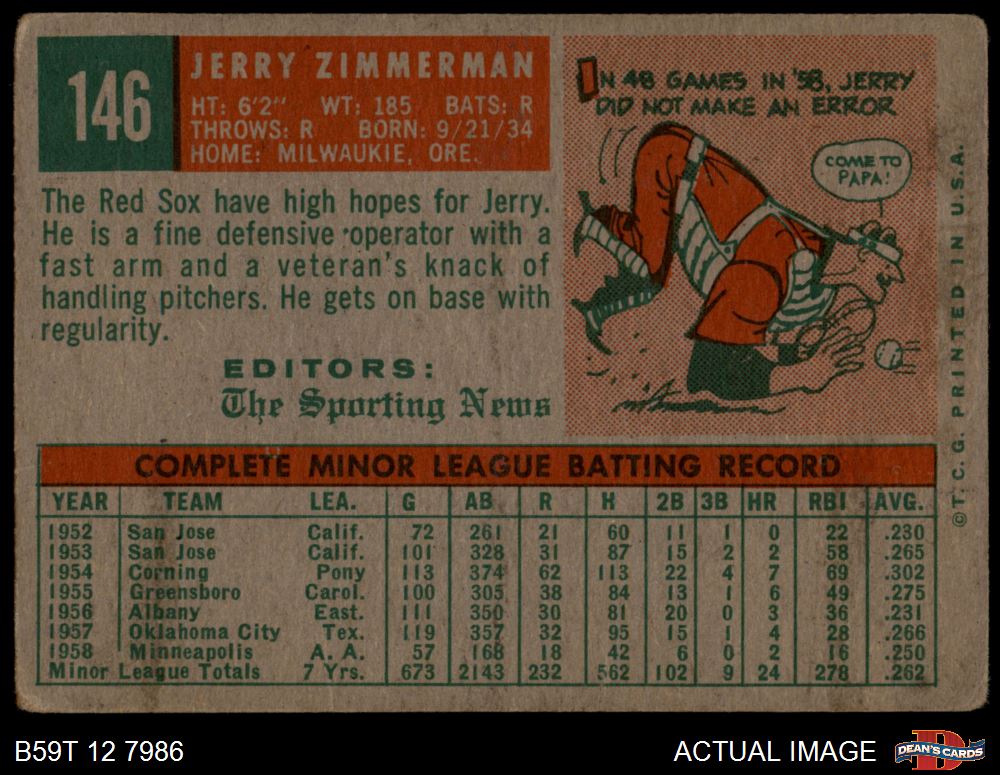 146
JERRY ZIMMERMAN
HT: 6'2" WT: 185 BATS: R
THROWS: R BORN: 9/21/34
HOME: MILWAUKIE, ORE.
The Red Sox have high hopes for Jerry.
He is a fine defensive operator with a
fast arm and a veteran's knack of
handling pitchers. He gets on base with
regularity.
EDITORS:
The Sporting News
IN 48 GAMES IN '58, JERRY
DID NOT MAKE AN ERROR
COME TO
PAPA!
© T. C. G. PRINTED IN U.S.A.
COMPLETE MINOR LEAGUE BATTING RECORD
YEAR TEAM LEA. G AB R H 2B 3B HR RBI AVG.
1952 San Jose Calif. 72 261 21 60 11 1 0 22 .230
1953 San Jose Calif. 101 328 31 87 15 2 2 58 .265
1954 Corning Pony 113 374 62 113 22 4 7 69 .302
1955 Greensboro Carol. 100 305 38 84 13 1 6 49 .275
1956 Albany East. 111 350 30 81 20 0 3 36 .231
1957 Oklahoma City Tex. 119 357 32 95 15 1 4 28 .266
1958 Minneapolis A. A. 57 168 18 42 6 0 2 16 .250
Minor League Totals 7 Yrs. 673 2143 232 562 102 9 24 278 .262
B59T 12 7986
ACTUAL IMAGE
DEAN'S CARDS